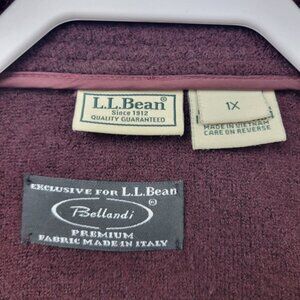 L.L.Bean®
Since 1912
QUALITY GUARANTEED
1X
MADE IN VIETNAM
CARE ON REVERSE
EXCLUSIVE FOR L.L.Bean
Bellandi®
PREMIUM
FABRIC MADE IN ITALY